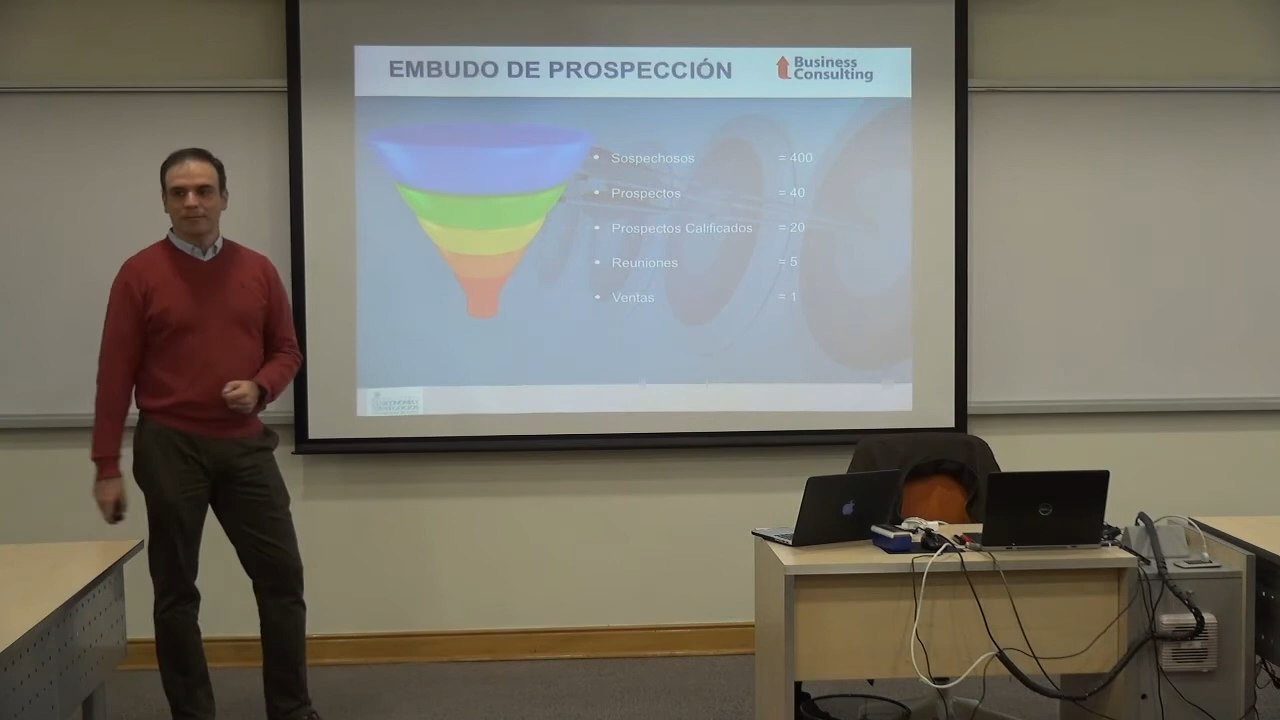 EMBUDO DE PROSPECCIÓN
Business
Consulting
• Sospechosos = 400
• Prospectos = 40
• Prospectos Calificados = 20
• Reuniones = 5
• Ventas = 1